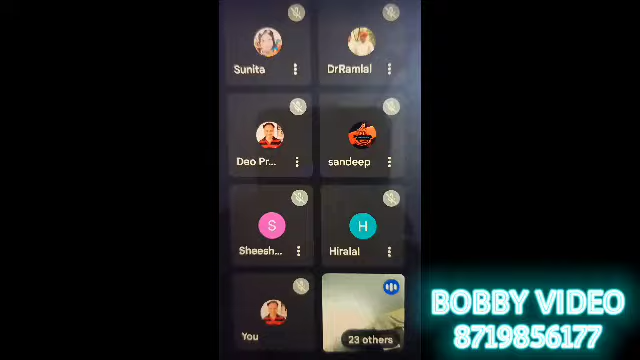 Sunita
DrRamlal
Deo Pr...
sandeep
S
H
Sheesh...
Hiralal
You
23 others
BOBBY VIDEO
8719856177